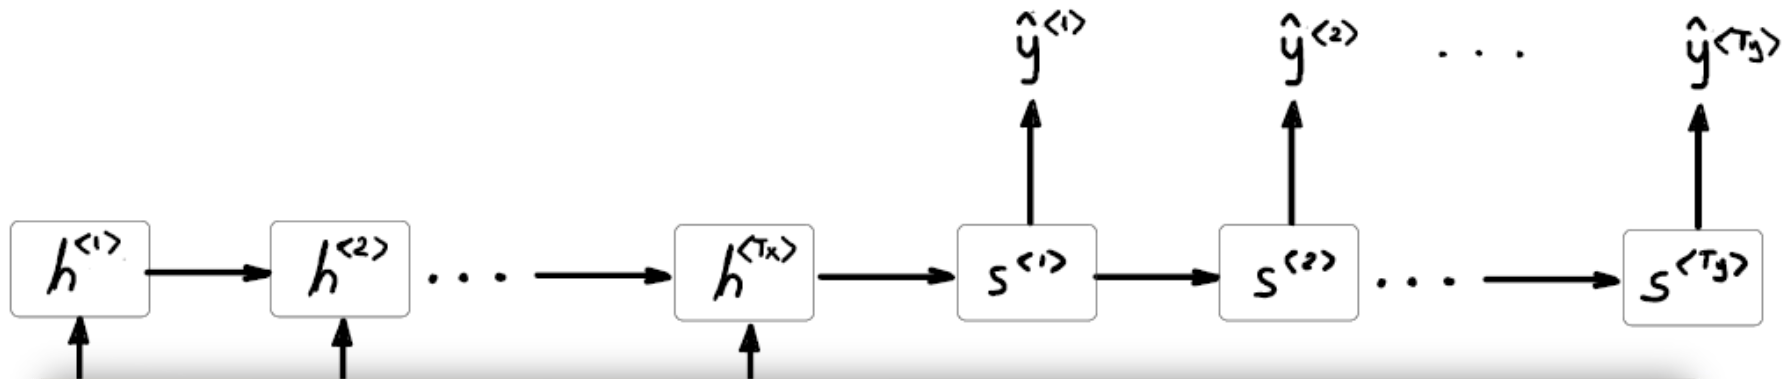 ŷ<1> ŷ<2> . . . ŷ<Ty>
h<1> h<2> . . . h<Tx> s<1> s<2> . . . s<Ty>